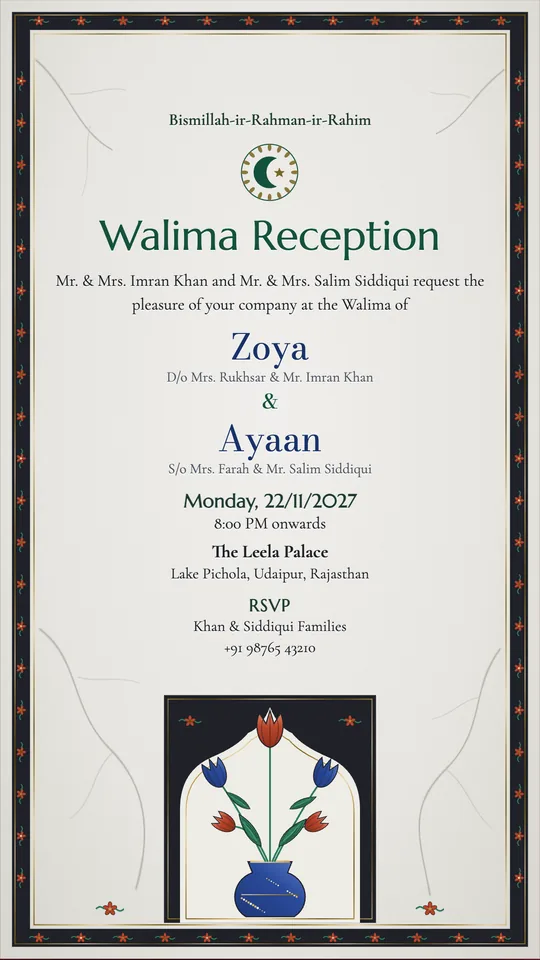 Bismillah-ir-Rahman-ir-Rahim
Walima Reception
Mr. & Mrs. Imran Khan and Mr. & Mrs. Salim Siddiqui request the
pleasure of your company at the Walima of
Zoya
D/o Mrs. Rukhsar & Mr. Imran Khan
&
Ayaan
S/o Mrs. Farah & Mr. Salim Siddiqui
Monday, 22/11/2027
8:00 PM onwards
The Leela Palace
Lake Pichola, Udaipur, Rajasthan
RSVP
Khan & Siddiqui Families
+91 98765 43210